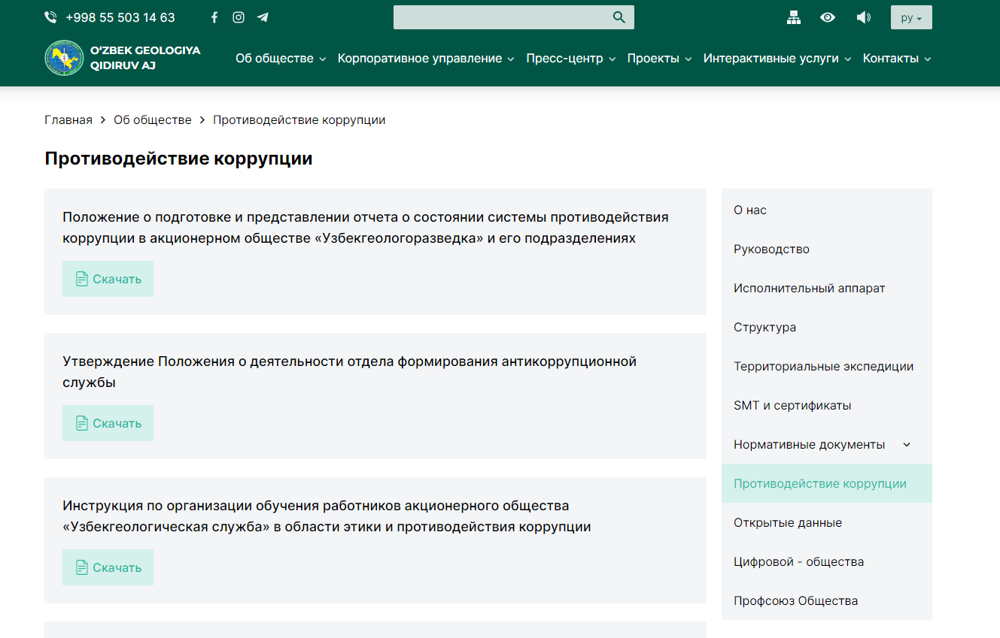 +998 55 503 14 63
ру
O‘ZBEK GEOLOGIYA
QIDIRUV AJ
Об обществе
Корпоративное управление
Пресс-центр
Проекты
Интерактивные услуги
Контакты
Главная > Об обществе > Противодействие коррупции
Противодействие коррупции
Положение о подготовке и представлении отчета о состоянии системы противодействия
коррупции в акционерном обществе «Узбекгеологоразведка» и его подразделениях
Скачать
Утверждение Положения о деятельности отдела формирования антикоррупционной
службы
Скачать
Инструкция по организации обучения работников акционерного общества
«Узбекгеологическая служба» в области этики и противодействия коррупции
Скачать
О нас
Руководство
Исполнительный аппарат
Структура
Территориальные экспедиции
SMT и сертификаты
Нормативные документы
Противодействие коррупции
Открытые данные
Цифровой - общества
Профсоюз Общества